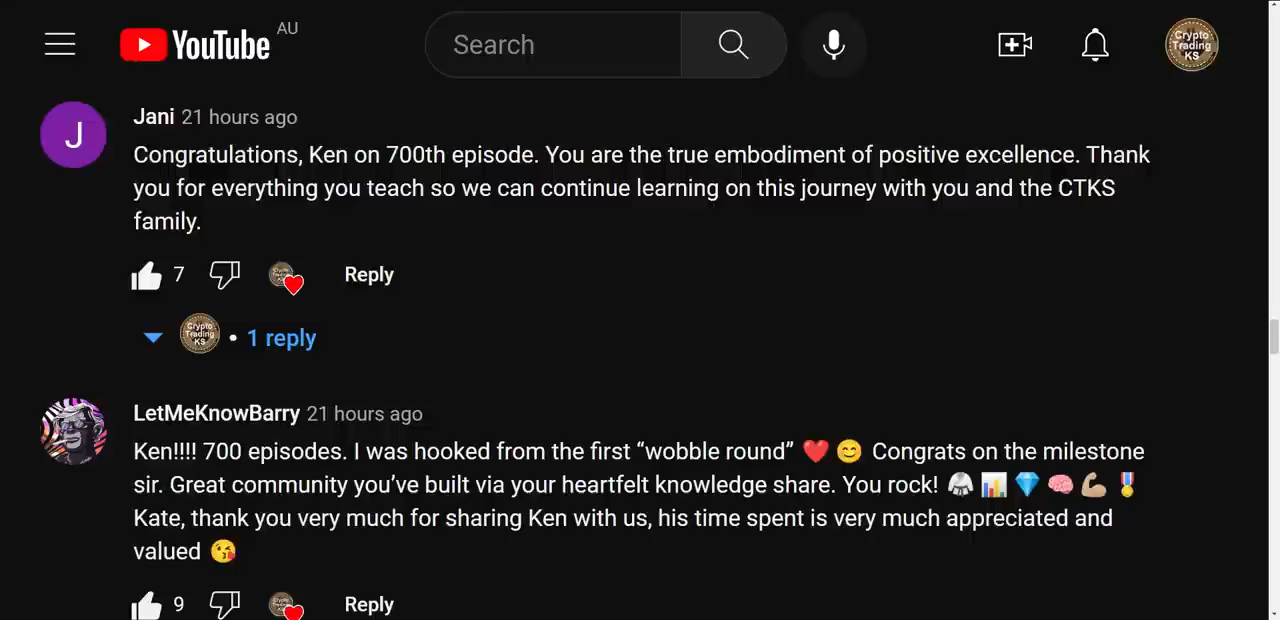 YouTube AU
Search
Crypto Trading KS
Jani 21 hours ago
Congratulations, Ken on 700th episode. You are the true embodiment of positive excellence. Thank
you for everything you teach so we can continue learning on this journey with you and the CTKS
family.
7 Reply
Crypto Trading KS • 1 reply
LetMeKnowBarry 21 hours ago
Ken!!!! 700 episodes. I was hooked from the first “wobble round” ❤️ 😊 Congrats on the milestone
sir. Great community you’ve built via your heartfelt knowledge share. You rock! 🥋 📊 💎 🧠 💪🏽 🎖️
Kate, thank you very much for sharing Ken with us, his time spent is very much appreciated and
valued 😘
9 Reply